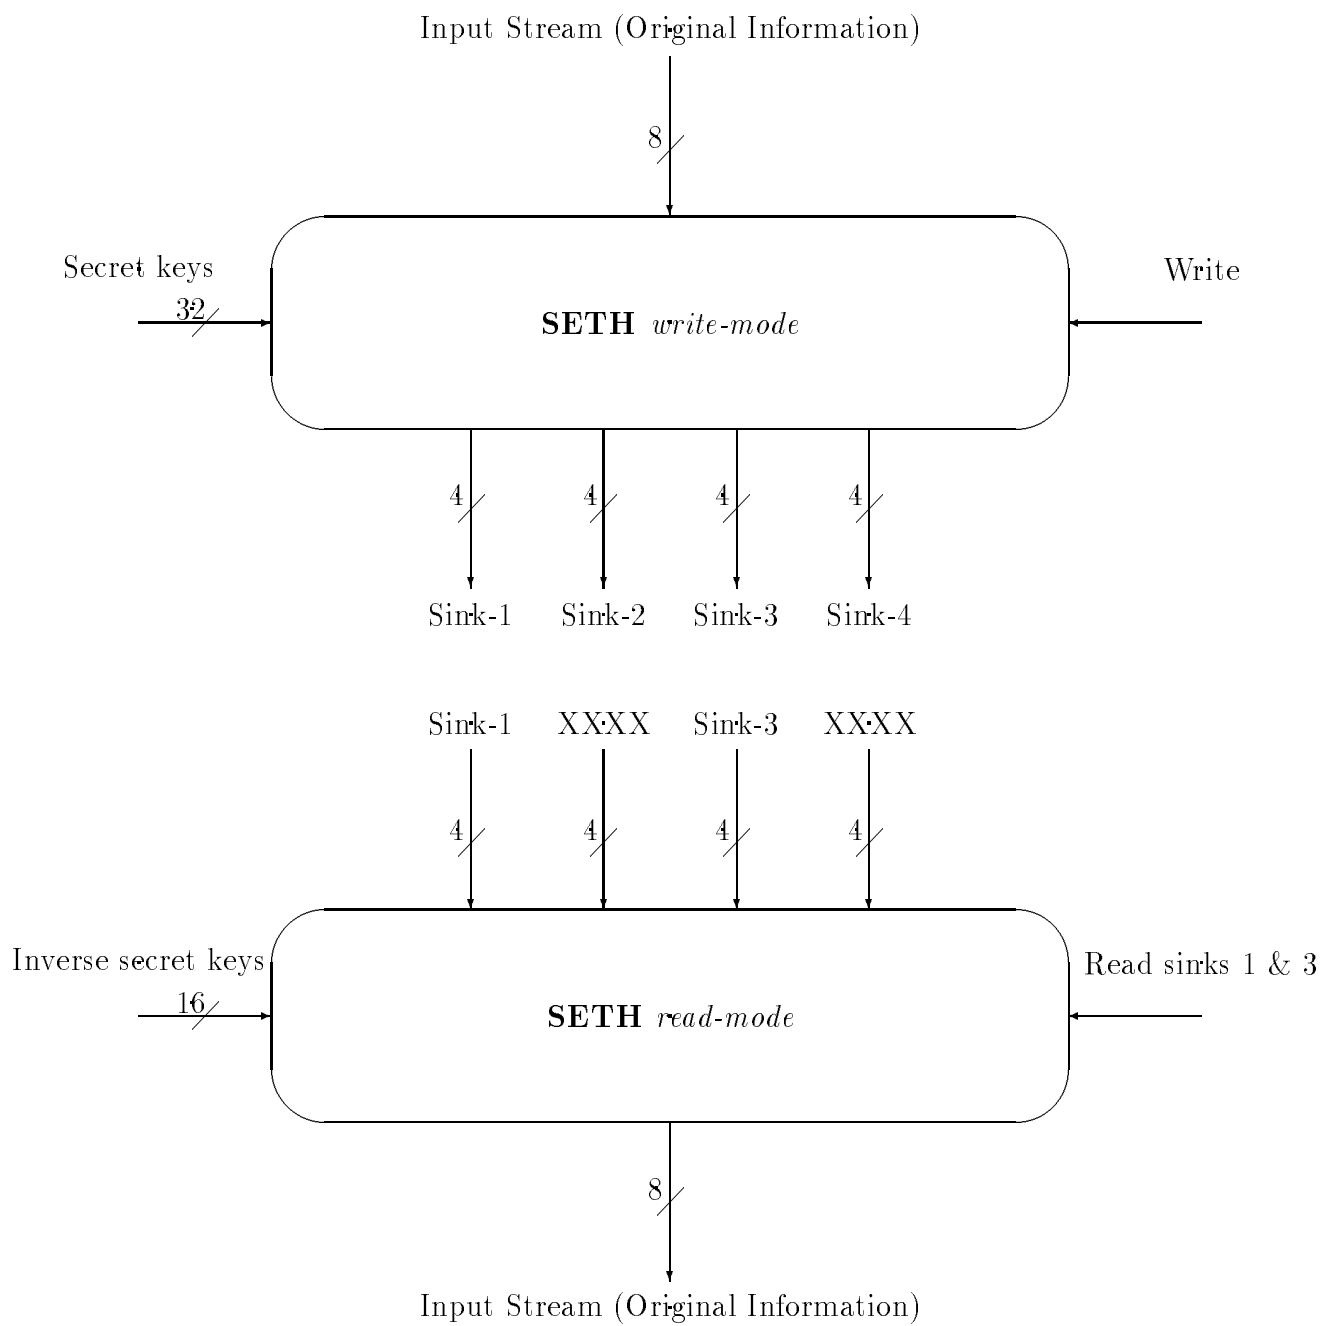 Input Stream (Original Information)
8
Secret keys
32
SETH write-mode
Write
4 4 4 4
Sink-1 Sink-2 Sink-3 Sink-4
Sink-1 XXXX Sink-3 XXXX
4 4 4 4
Inverse secret keys
16
SETH read-mode
Read sinks 1 & 3
8
Input Stream (Original Information)